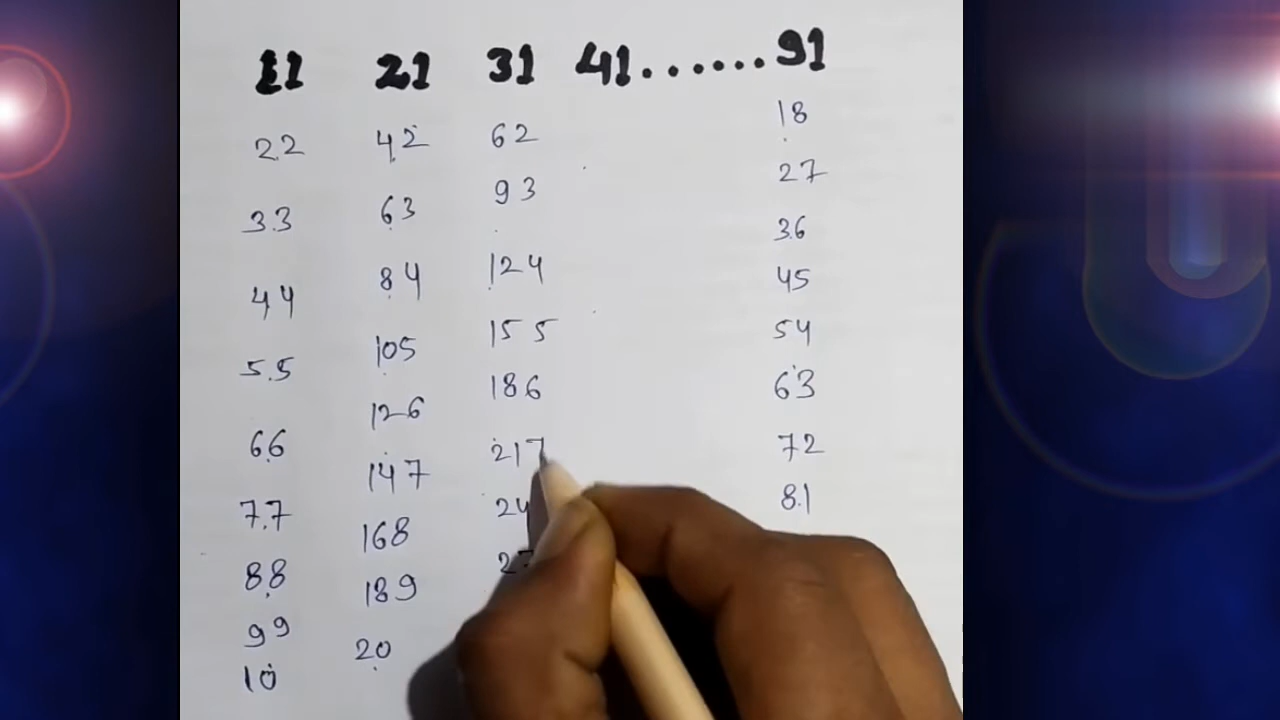 11 21 31 41....... 91
22 42 62 18
33 63 93 27
44 84 124 36
55 105 155 45
66 126 186 54
77 147 217 63
88 168 72
99 189 81
10 20